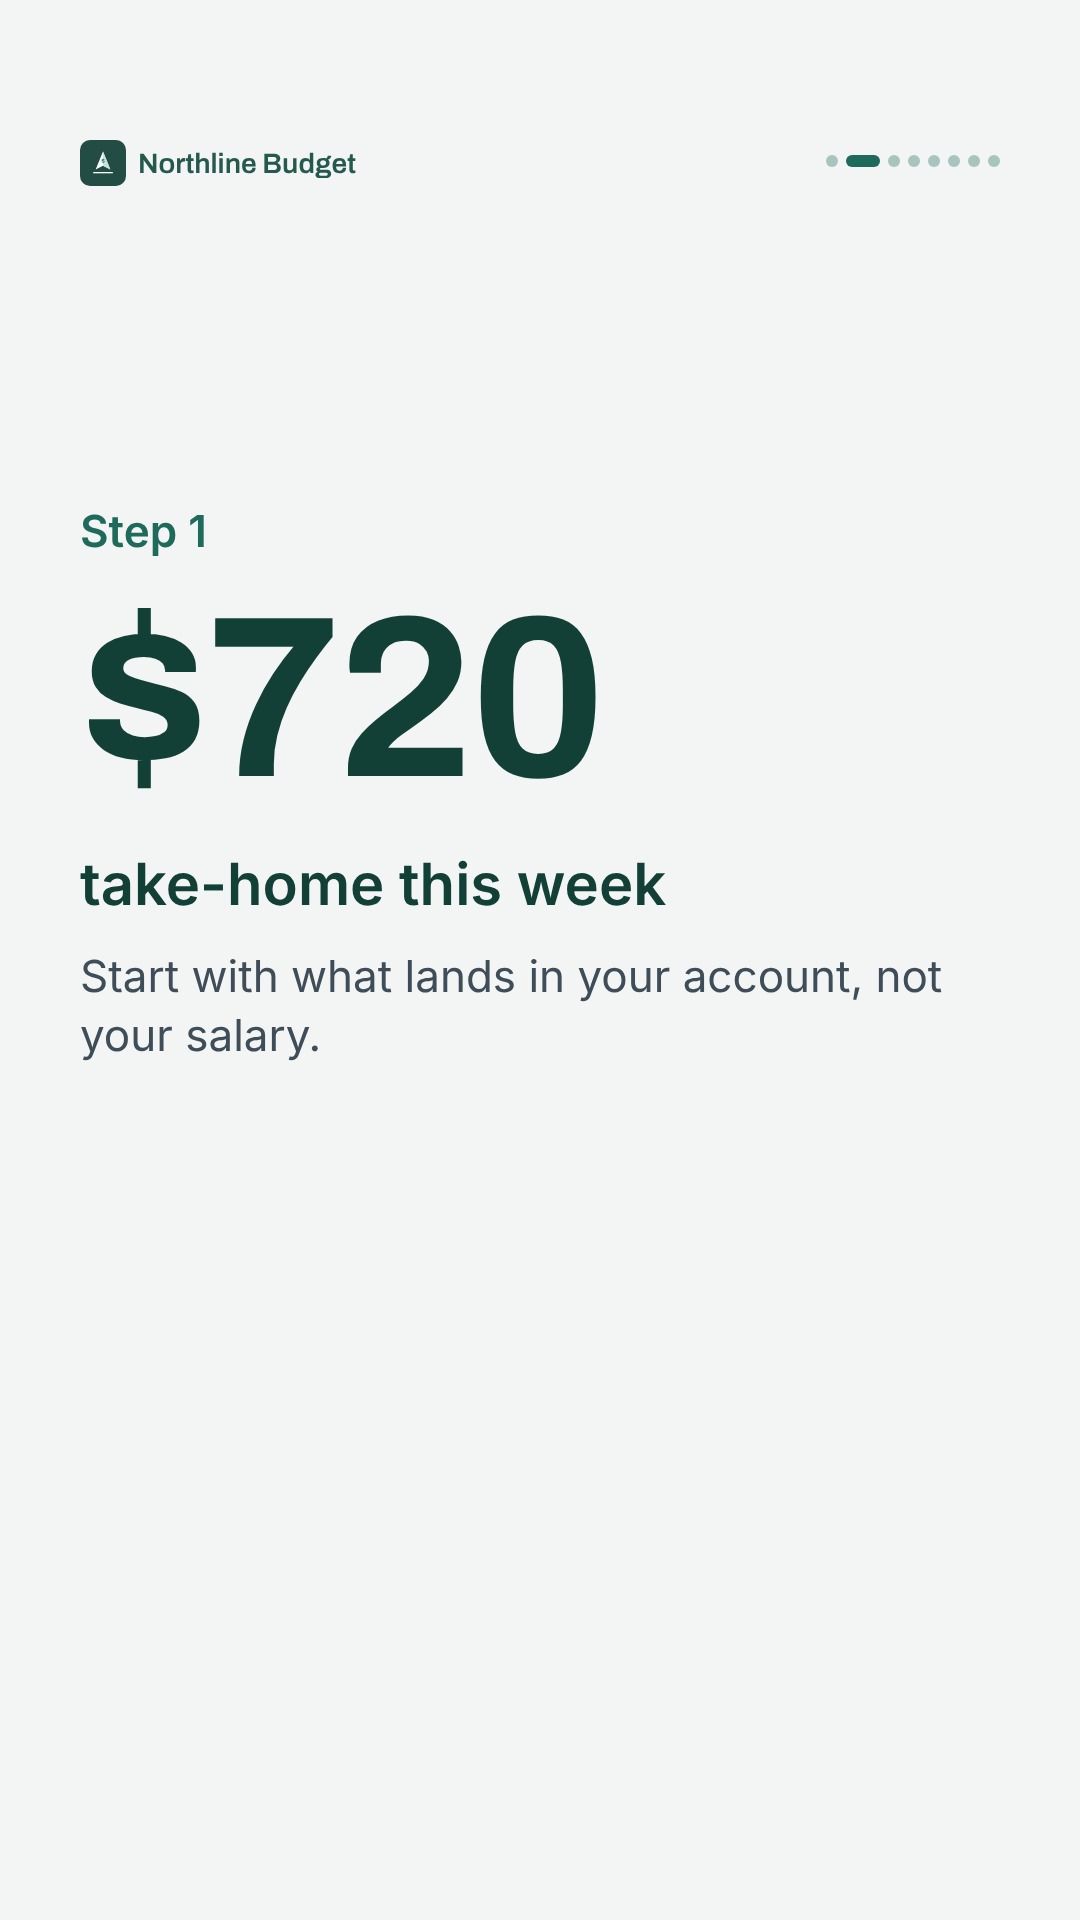 Northline Budget
Step 1
$720
take-home this week
Start with what lands in your account, not
your salary.